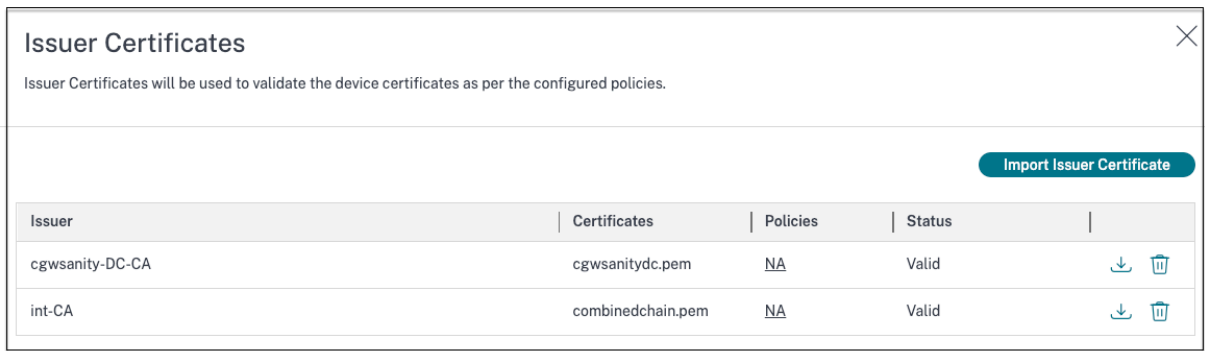 Issuer Certificates
Issuer Certificates will be used to validate the device certificates as per the configured policies.
Import Issuer Certificate
Issuer Certificates Policies Status
cgwsanity-DC-CA cgwsanitydc.pem NA Valid
int-CA combinedchain.pem NA Valid